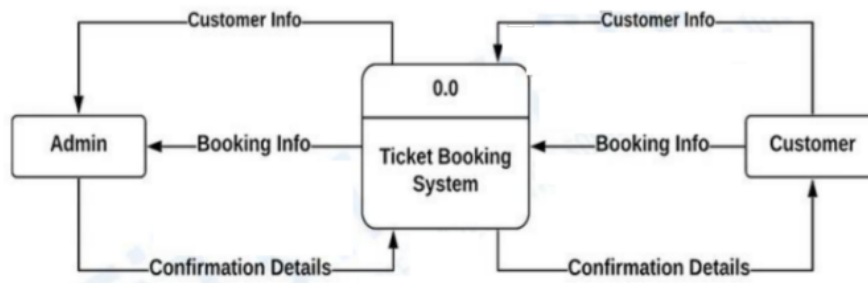 Customer Info
Customer Info
0.0
Admin
Booking Info
Ticket Booking
System
Booking Info
Customer
Confirmation Details
Confirmation Details